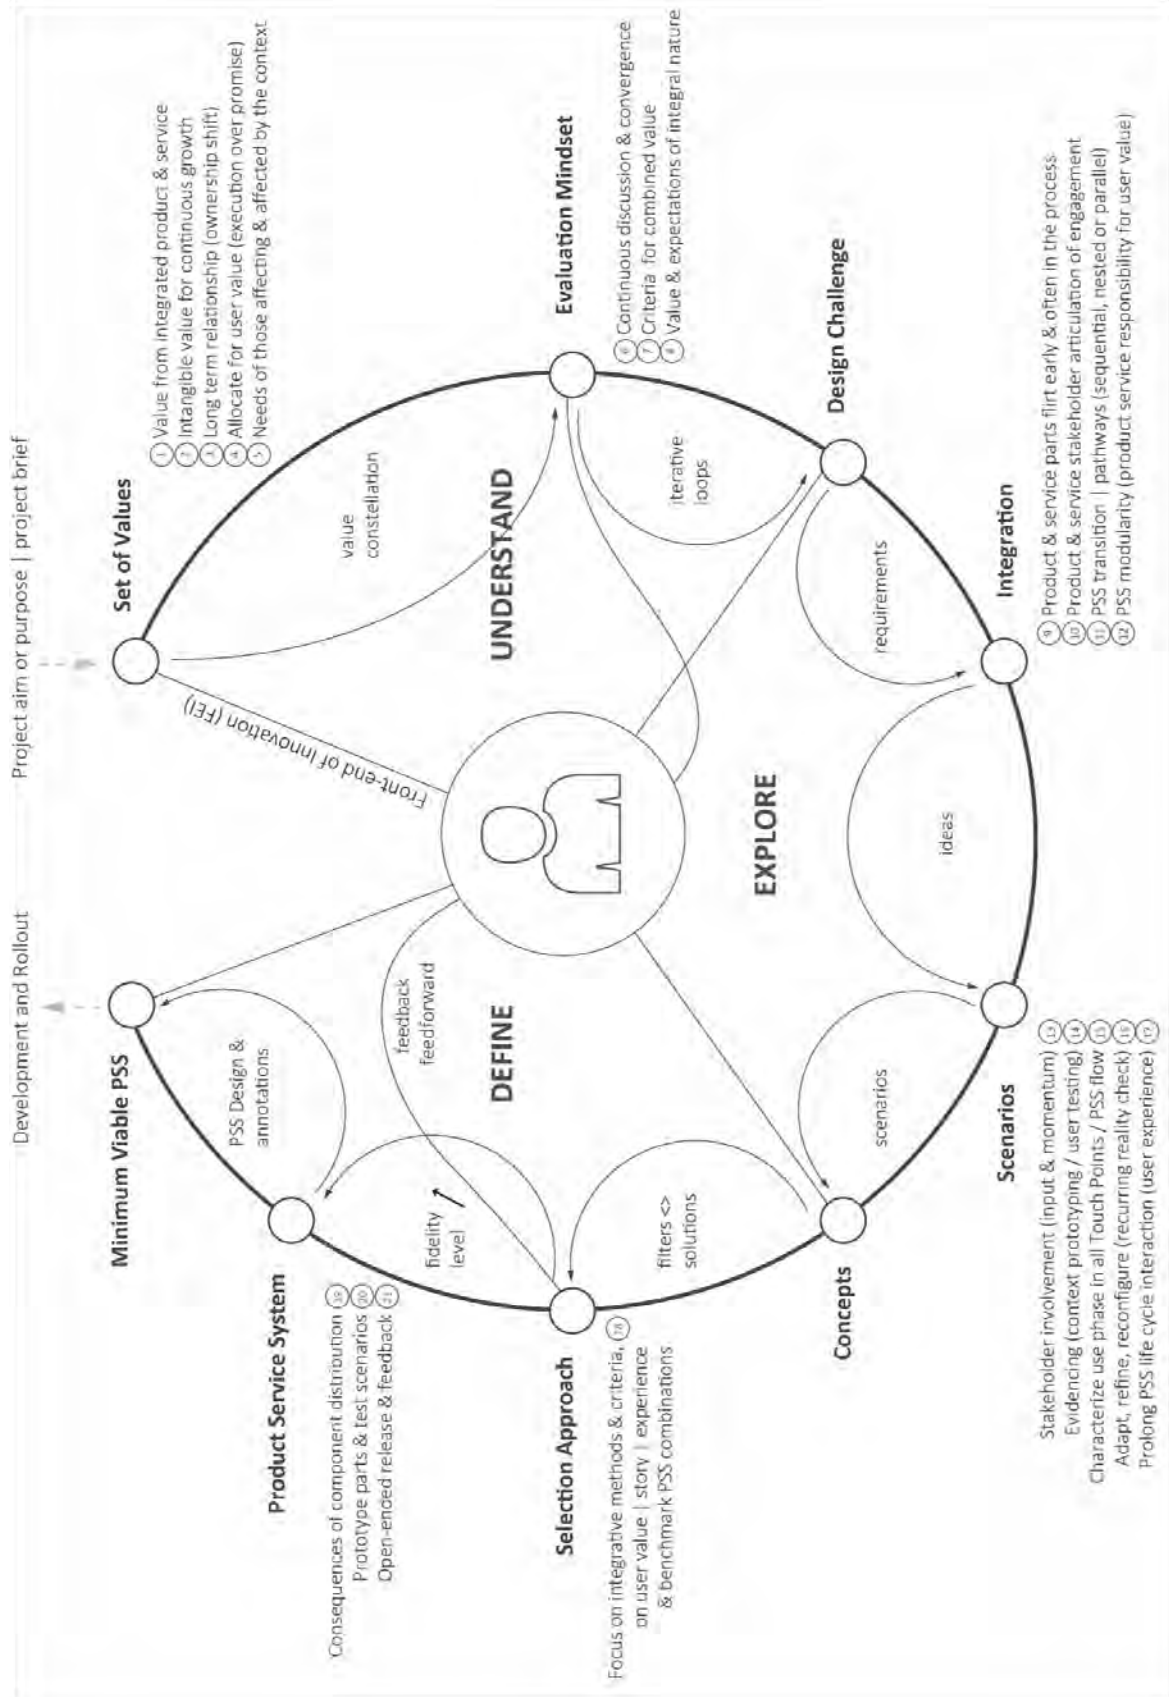 Development and Rollout
Project aim or purpose | project brief
Minimum Viable PSS
Set of Values
1 Value from integrated product & service
2 Intangible value for continuous growth
3 Long term relationship (ownership shift)
4 Allocate for user value (execution over promise)
5 Needs of those affecting & affected by the context
Front-end of Innovation (FEI)
value
constellation
UNDERSTAND
Evaluation Mindset
6 Continuous discussion & convergence
7 Criteria for combined value
8 Value & expectations of integral nature
iterative
loops
Design Challenge
requirements
Integration
9 Product & service parts flirt early & often in the process
10 Product & service stakeholder articulation of engagement
11 PSS transition | pathways (sequential, nested or parallel)
12 PSS modularity (product service responsibility for user value)
EXPLORE
ideas
Scenarios
Stakeholder involvement (input & momentum) 13
Evidencing (context prototyping / user testing) 14
Characterize use phase in all Touch Points / PSS flow 15
Adapt, refine, reconfigure (recurring reality check) 16
Prolong PSS life cycle interaction (user experience) 17
scenarios
Concepts
filters <>
solutions
Selection Approach
Focus on integrative methods & criteria, 18
on user value | story | experience
& benchmark PSS combinations
DEFINE
fidelity
level
feedback
feedforward
Product Service System
Consequences of component distribution 19
Prototype parts & test scenarios 20
Open-ended release & feedback 21
PSS Design &
annotations